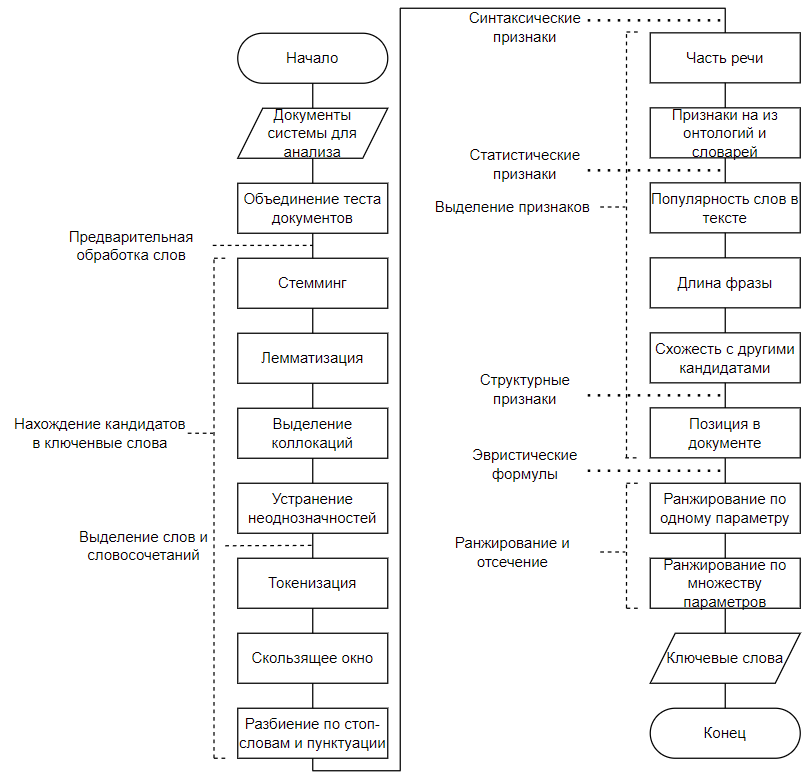 Начало
Документы
системы для
анализа
Объединение теста
документов
Предварительная
обработка слов
Стемминг
Лемматизация
Нахождение кандидатов
в ключенвые слова
Выделение
коллокаций
Устранение
неоднозначностей
Выделение слов и
словосочетаний
Токенизация
Скользящее окно
Разбиение по стоп-
словам и пунктуации
Синтаксические
признаки
Часть речи
Признаки на из
онтологий и
словарей
Статистические
признаки
Выделение признаков
Популярность слов в
тексте
Длина фразы
Схожесть с другими
кандидатами
Структурные
признаки
Позиция в
документе
Эвристические
формулы
Ранжирование по
одному параметру
Ранжирование и
отсечение
Ранжирование по
множеству
параметров
Ключевые слова
Конец